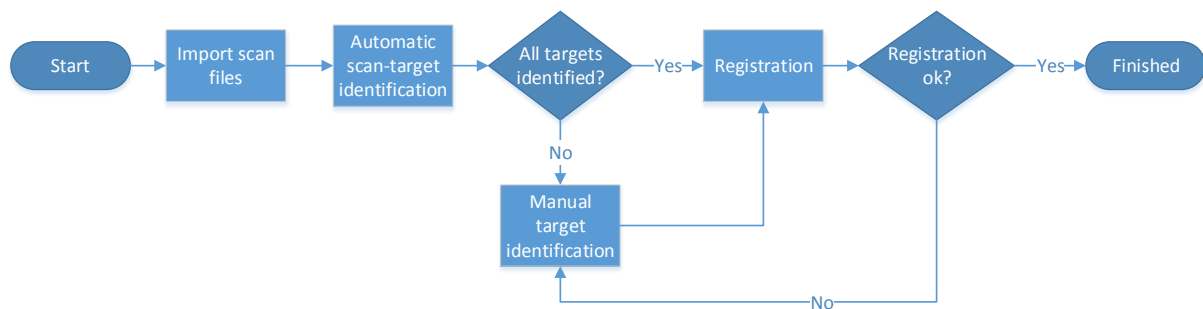 Start
Import scan
files
Automatic
scan-target
identification
All targets
identified?
Yes
Registration
Registration
ok?
Yes
Finished
No
Manual
target
identification
No